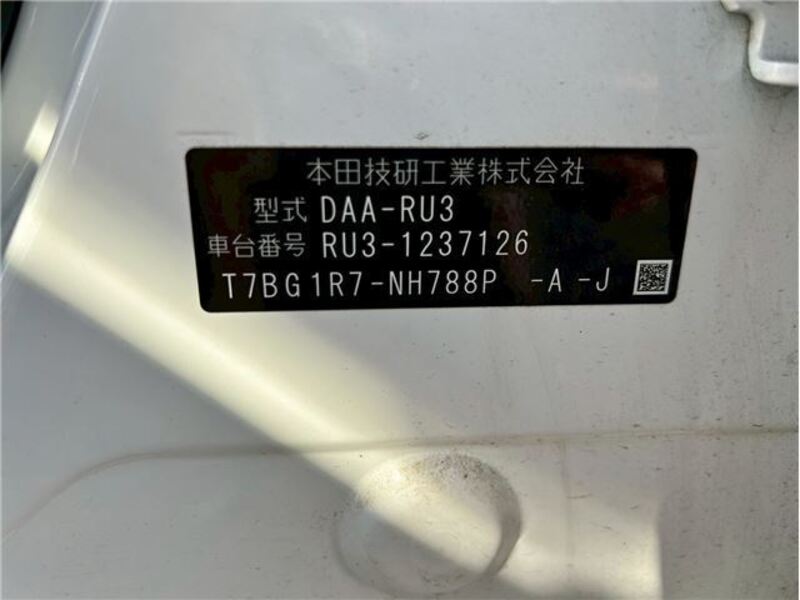 本田技研工業株式会社
型式 DAA-RU3
車台番号 RU3-1237126
T7BG1R7-NH788P -A -J